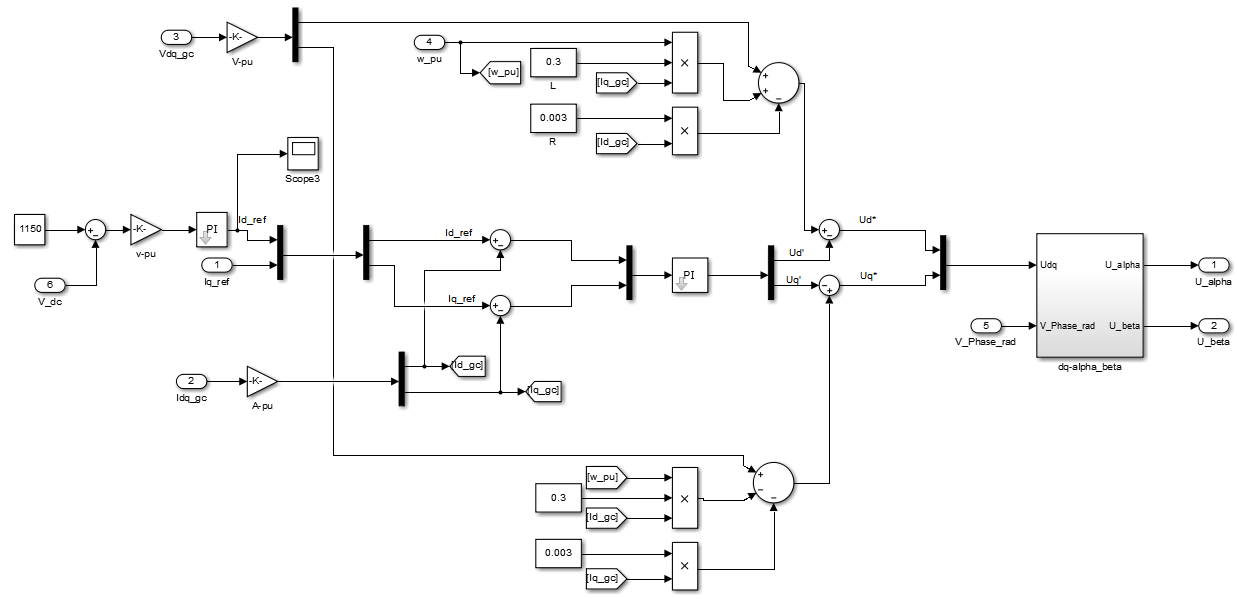 3
Vdq_gc
-K-
V-pu
4
w_pu
[w_pu]
0.3
L
[Iq_gc]
×
+
+
−
0.003
R
[Id_gc]
×
Scope3
1150
+
−
-K-
v-pu
PI
Id_ref
1
Iq_ref
6
V_dc
Id_ref
+
−
Iq_ref
+
−
PI
Ud'
Uq'
+
−
Ud*
−
+
Uq*
Udq
V_Phase_rad
U_alpha
U_beta
dq-alpha_beta
5
V_Phase_rad
1
U_alpha
2
U_beta
2
Idq_gc
-K-
A-pu
[Id_gc]
[Iq_gc]
[w_pu]
0.3
[Id_gc]
×
+
−
−
0.003
[Iq_gc]
×